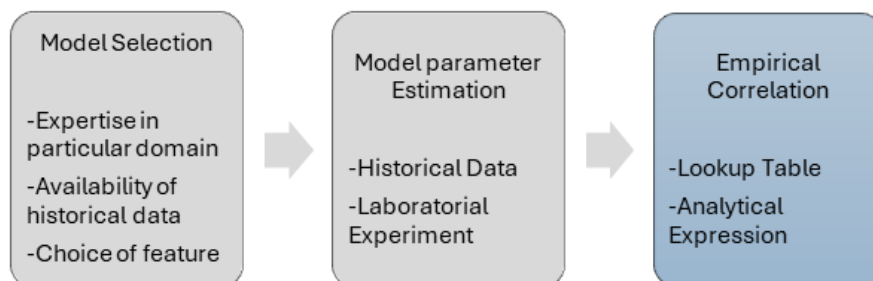 Model Selection
-Expertise in
particular domain
-Availability of
historical data
-Choice of feature
Model parameter
Estimation
-Historical Data
-Laboratorial
Experiment
Empirical
Correlation
-Lookup Table
-Analytical
Expression